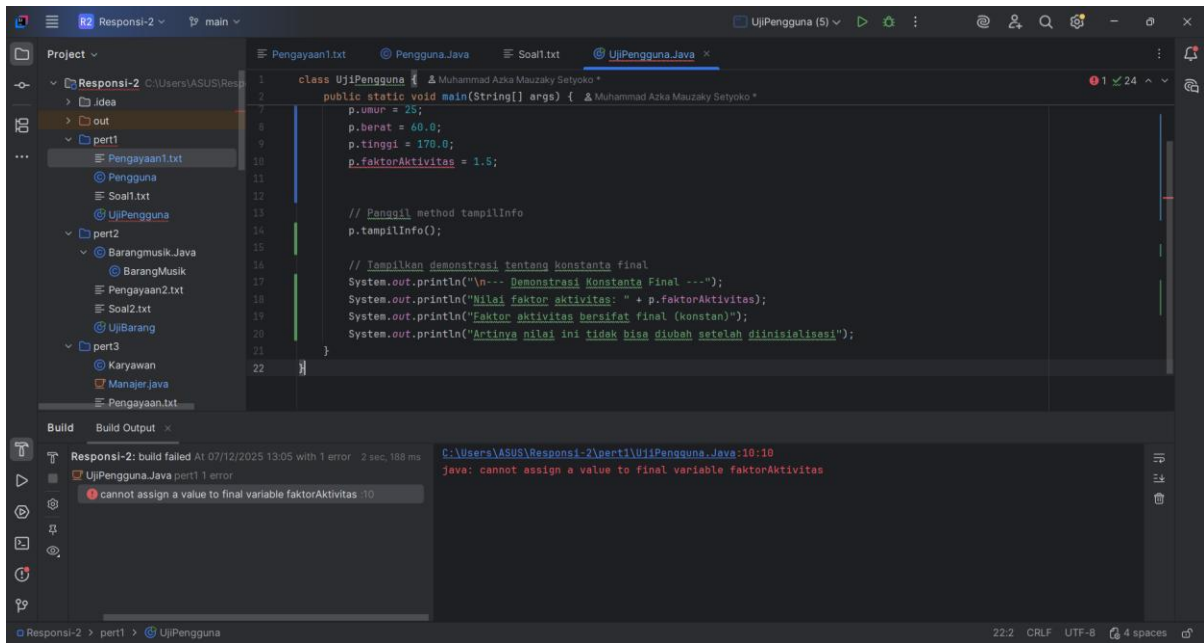 R2 Responsi-2 main UjiPengguna (5)
Project
Pengayaan1.txt Pengguna.Java Soal1.txt UjiPengguna.Java
Responsi-2 C:\Users\ASUS\Resp
.idea
out
pert1
Pengayaan1.txt
Pengguna
Soal1.txt
UjiPengguna
pert2
Barangmusik.Java
BarangMusik
Pengayaan2.txt
Soal2.txt
UjiBarang
pert3
Karyawan
Manajer.java
Pengayaan.txt
1 class UjiPengguna { Muhammad Azka Mauzaky Setyoko *
2 public static void main(String[] args) { Muhammad Azka Mauzaky Setyoko *
7 p.umur = 25;
8 p.berat = 60.0;
9 p.tinggi = 170.0;
10 p.faktorAktivitas = 1.5;
11
12
13 // Panggil method tampilInfo
14 p.tampilInfo();
15
16 // Tampilkan demonstrasi tentang konstanta final
17 System.out.println("\n--- Demonstrasi Konstanta Final ---");
18 System.out.println("Nilai faktor aktivitas: " + p.faktorAktivitas);
19 System.out.println("Faktor aktivitas bersifat final (konstan)");
20 System.out.println("Artinya nilai ini tidak bisa diubah setelah diinisialisasi");
21 }
22 }
1 24
Build Build Output
Responsi-2: build failed At 07/12/2025 13:05 with 1 error 2 sec, 188 ms
UjiPengguna.Java pert1 1 error
cannot assign a value to final variable faktorAktivitas :10
C:\Users\ASUS\Responsi-2\pert1\UjiPengguna.Java:10:10
java: cannot assign a value to final variable faktorAktivitas
Responsi-2 > pert1 > UjiPengguna
22:2 CRLF UTF-8 4 spaces